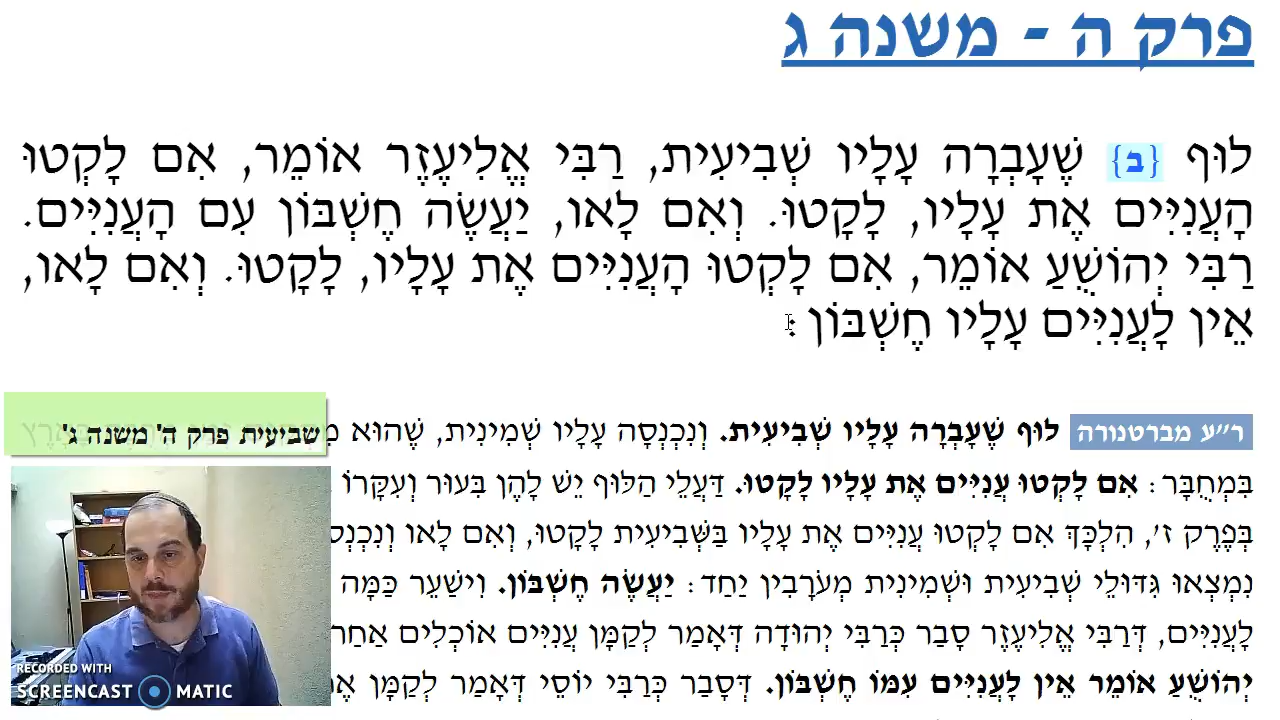 פרק ה - משנה ג
לוּף {ב} שֶׁעָבְרָה עָלָיו שְׁבִיעִית, רַבִּי אֱלִיעֶזֶר אוֹמֵר, אִם לָקְטוּ
הָעֲנִיִּים אֶת עָלָיו, לָקָטוּ. וְאִם לָאו, יַעֲשֶׂה חֶשְׁבּוֹן עִם הָעֲנִיִּים.
רַבִּי יְהוֹשֻׁעַ אוֹמֵר, אִם לָקְטוּ הָעֲנִיִּים אֶת עָלָיו, לָקָטוּ. וְאִם לָאו,
אֵין לָעֲנִיִּים עָלָיו חֶשְׁבּוֹן:
ר״ע מברטנורה לוּף שֶׁעָבְרָה עָלָיו שְׁבִיעִית. וְנִכְנְסָה עָלָיו שְׁמִינִית, שֶׁהוּא
שביעית פרק ה' משנה ג'
בִּמְחֻבָּר: אִם לָקְטוּ עֲנִיִּים אֶת עָלָיו לָקָטוּ. דַּעֲלֵי הַלּוּף יֵשׁ לָהֶן בִּעוּר וְעִקָּרוֹ
בְּפֶרֶק ז׳, הִלְכָּךְ אִם לָקְטוּ עֲנִיִּים אֶת עָלָיו בַּשְּׁבִיעִית לָקָטוּ, וְאִם לָאו
נִמְצְאוּ גִּדּוּלֵי שְׁבִיעִית וּשְׁמִינִית מְעֹרָבִין יַחַד: יַעֲשֶׂה חֶשְׁבּוֹן. וִישַׁעֵר כַּמָּה
לָעֲנִיִּים, דְּרַבִּי אֱלִיעֶזֶר סָבַר כְּרַבִּי יְהוּדָה דְּאָמַר לְקַמָּן עֲנִיִּים אוֹכְלִים
יְהוֹשֻׁעַ אוֹמֵר אֵין לָעֲנִיִּים עִמּוֹ חֶשְׁבּוֹן. דְּסָבַר כְּרַבִּי יוֹסֵי דְּאָמַר לְקַמָּן
RECORDED WITH
SCREENCAST MATIC